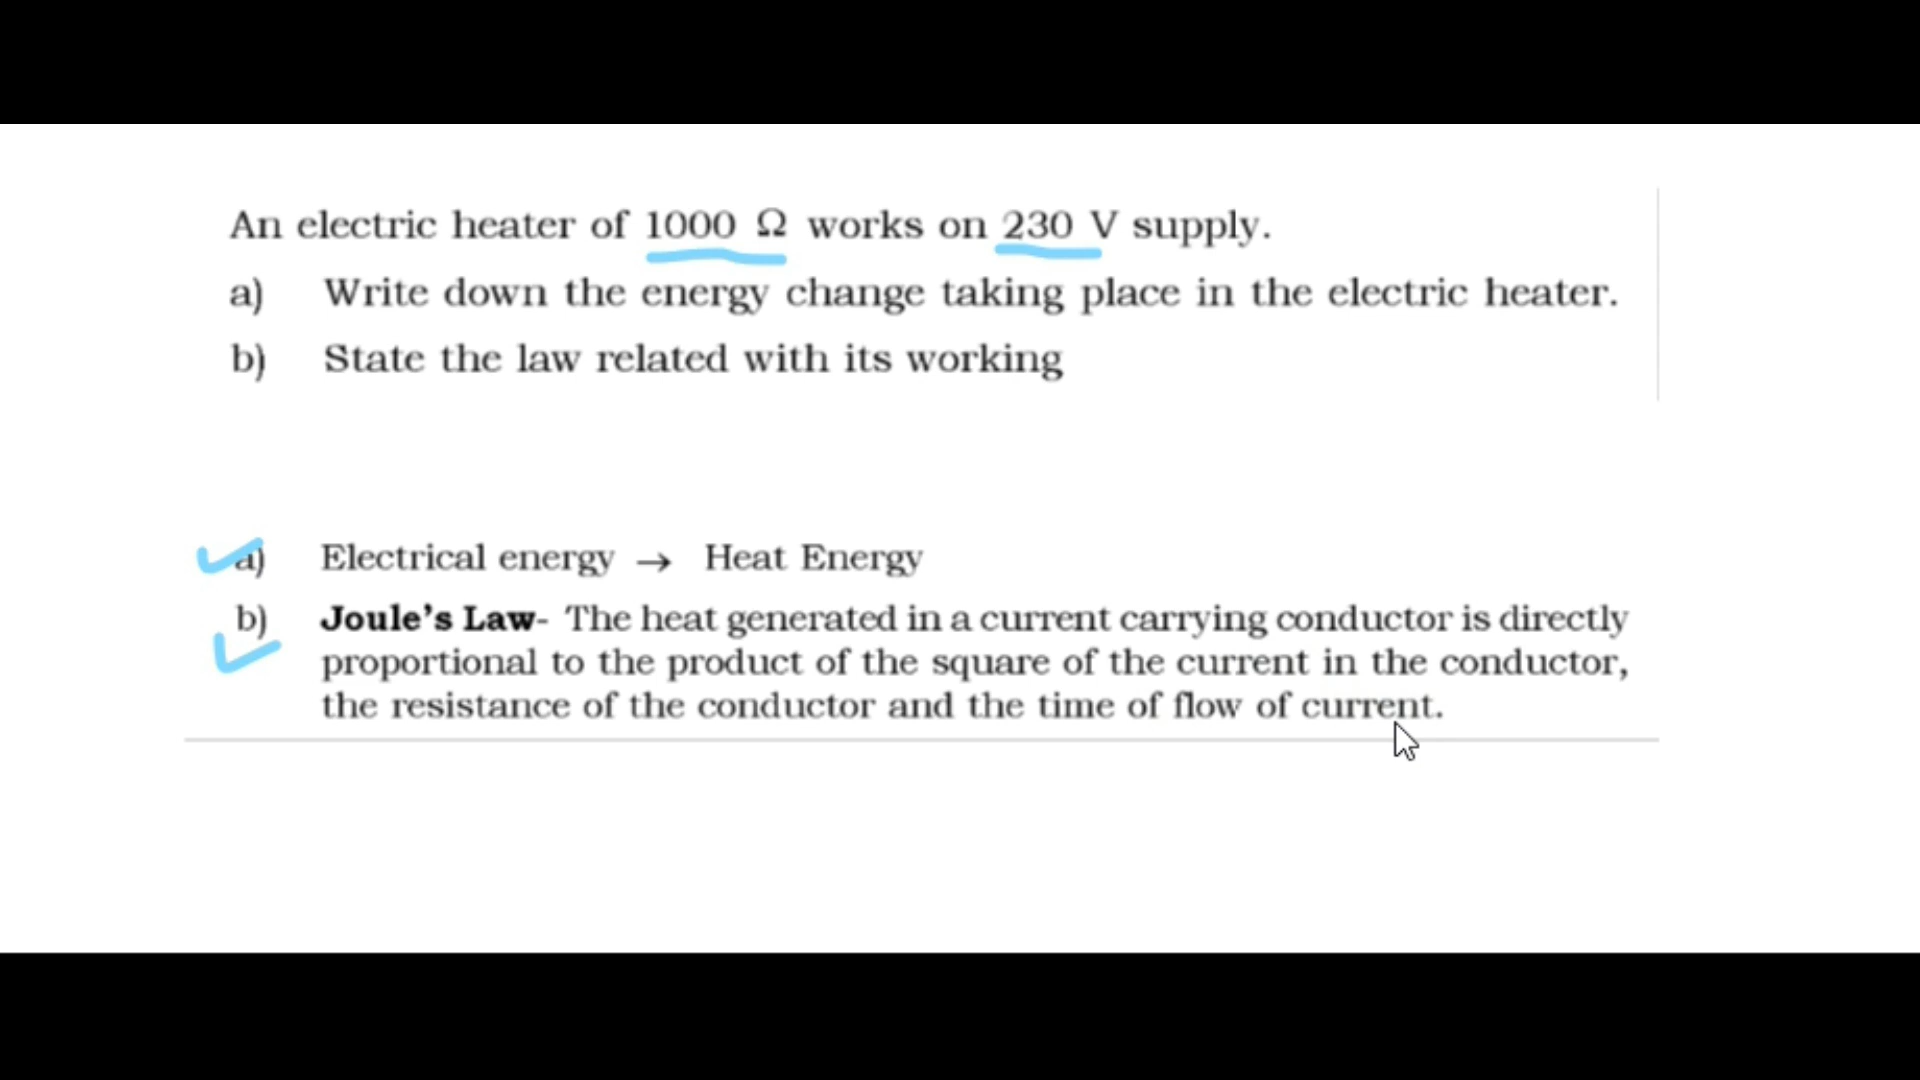 An electric heater of 1000 Ω works on 230 V supply.
a) Write down the energy change taking place in the electric heater.
b) State the law related with its working
a) Electrical energy → Heat Energy
b) Joule's Law- The heat generated in a current carrying conductor is directly
proportional to the product of the square of the current in the conductor,
the resistance of the conductor and the time of flow of current.